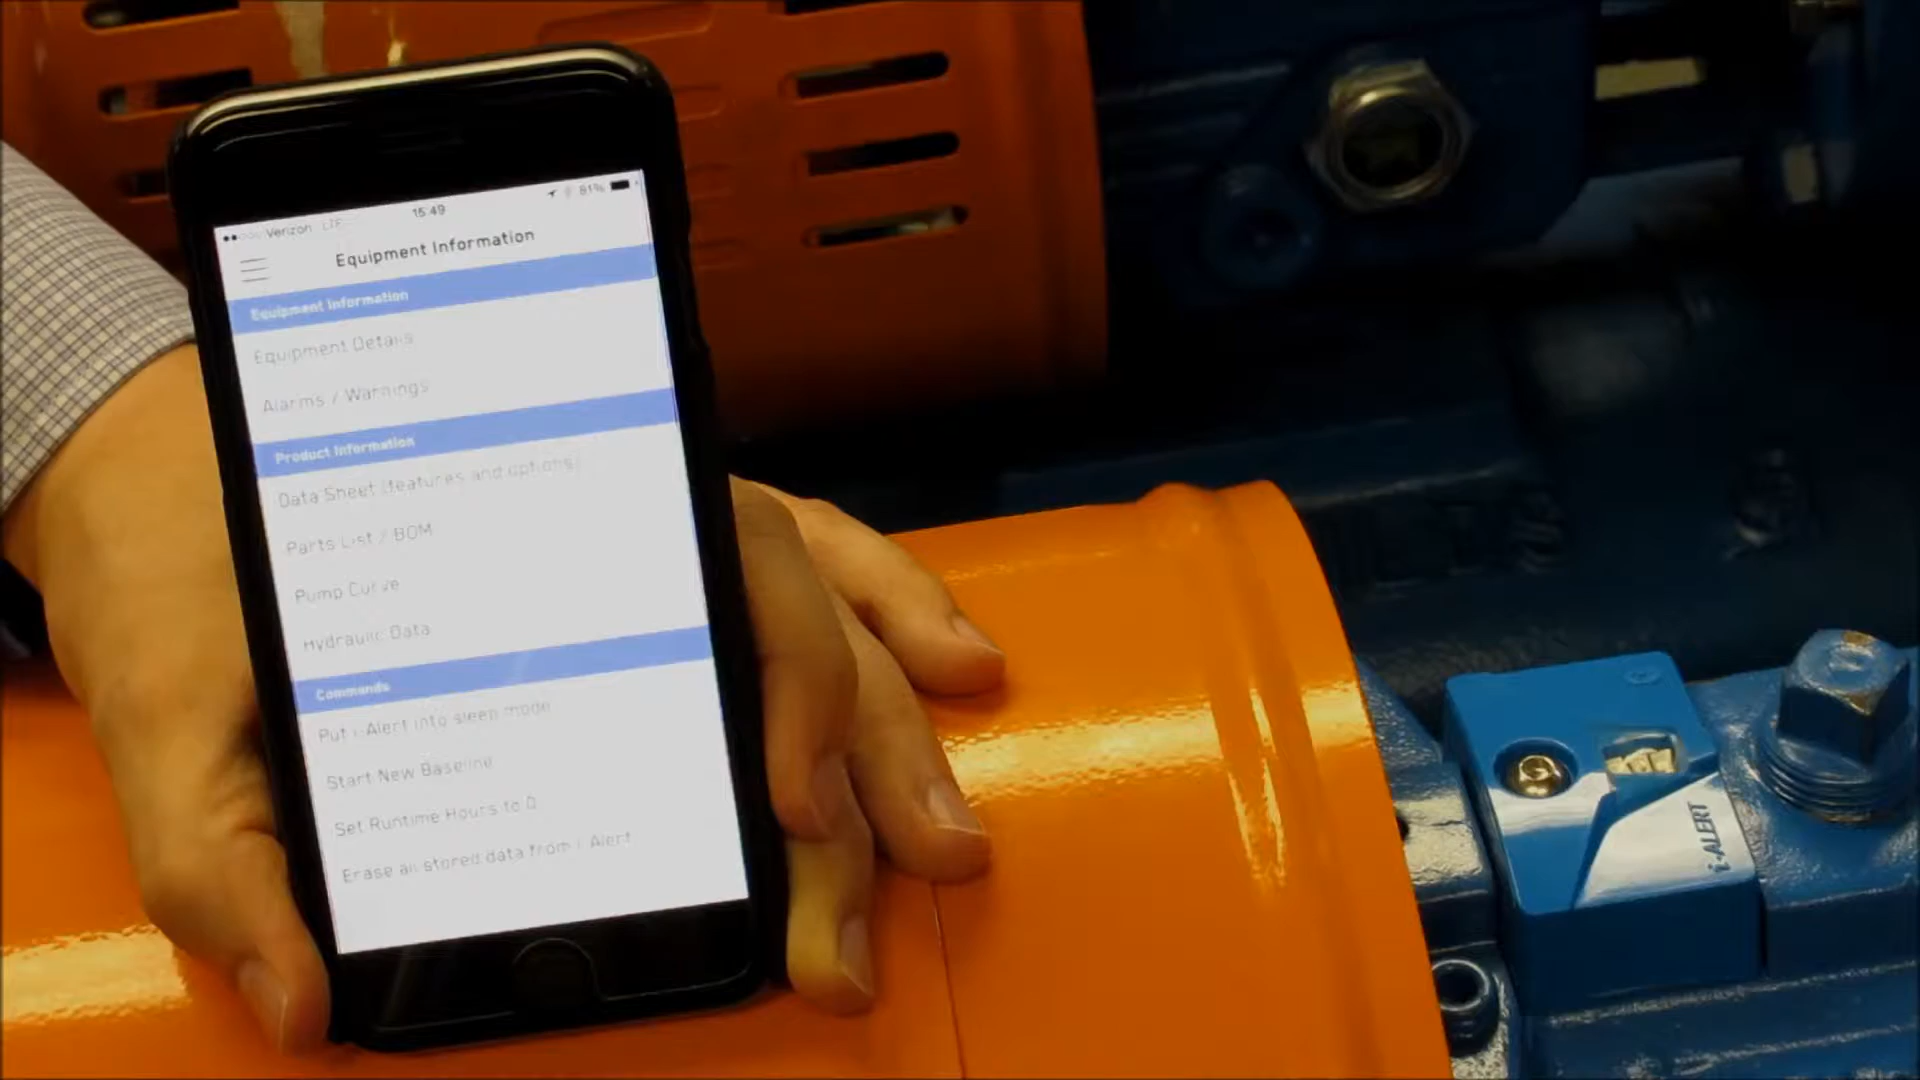 Verizon LTE
15:49
81%
Equipment Information
Equipment Information
Equipment Details
Alarms / Warnings
Product Information
Data Sheet (features and options)
Parts List / BOM
Pump Curve
Hydraulic Data
Commands
Put i-Alert into sleep mode
Start New Baseline
Set Runtime Hours to 0
Erase all stored data from i-Alert
i-ALERT